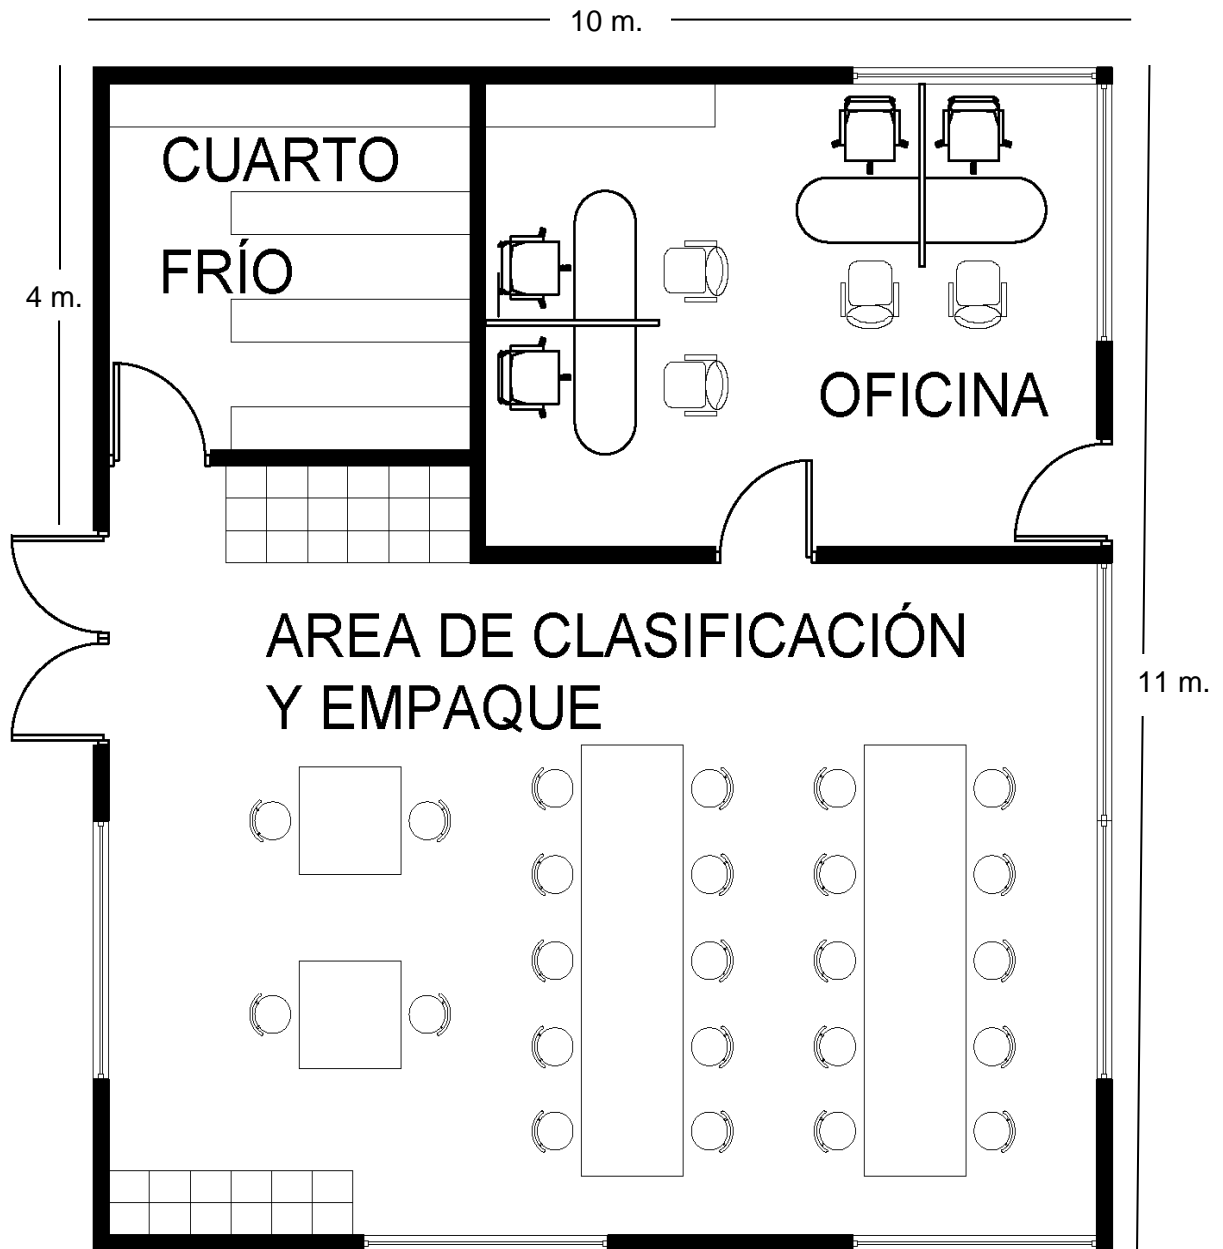 10 m.
CUARTO
FRÍO
4 m.
OFICINA
AREA DE CLASIFICACIÓN
Y EMPAQUE
11 m.